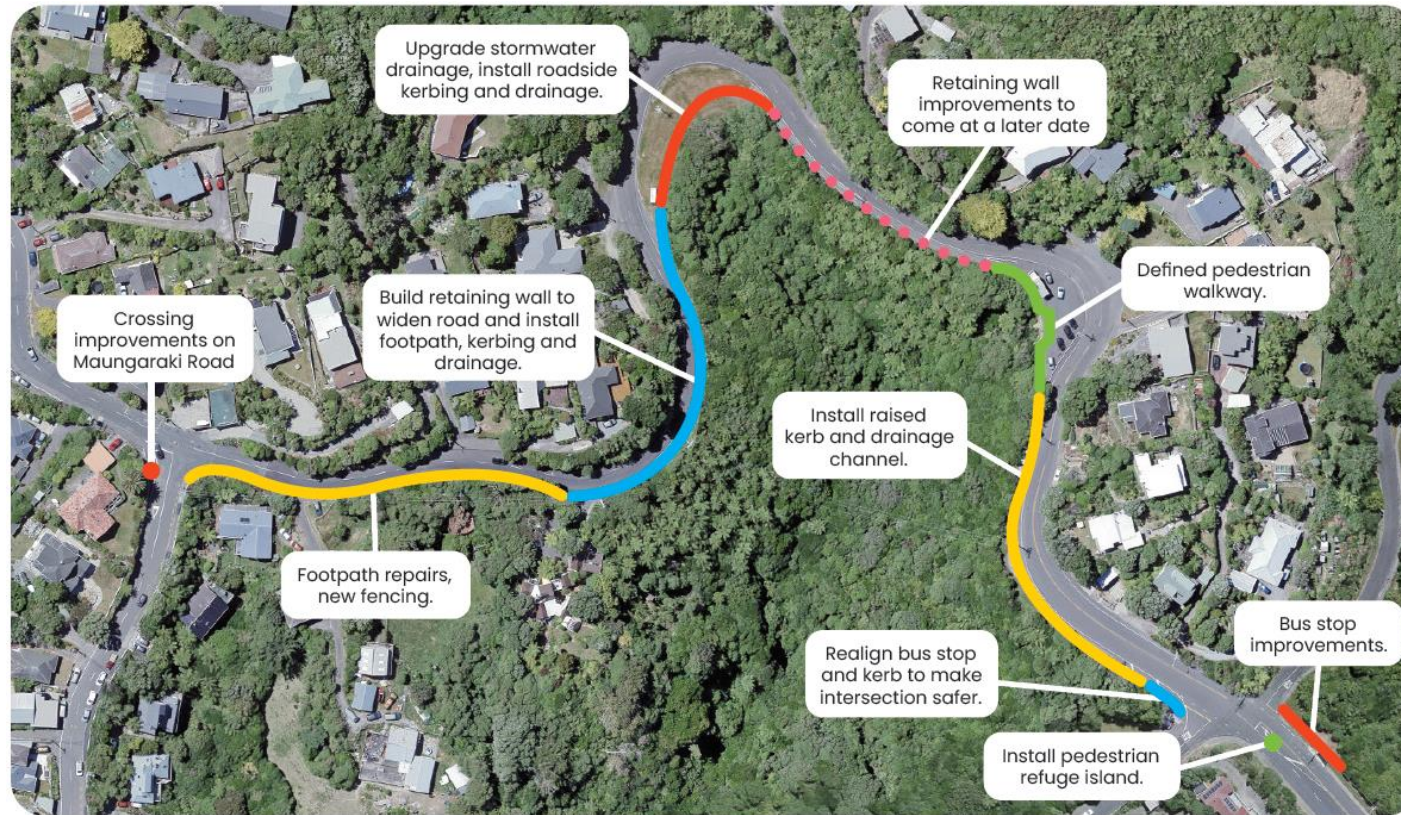 Upgrade stormwater
drainage, install roadside
kerbing and drainage.
Retaining wall
improvements to
come at a later date
Defined pedestrian
walkway.
Build retaining wall to
widen road and install
footpath, kerbing and
drainage.
Crossing
improvements on
Maungaraki Road
Install raised
kerb and drainage
channel.
Footpath repairs,
new fencing.
Bus stop
improvements.
Realign bus stop
and kerb to make
intersection safer.
Install pedestrian
refuge island.